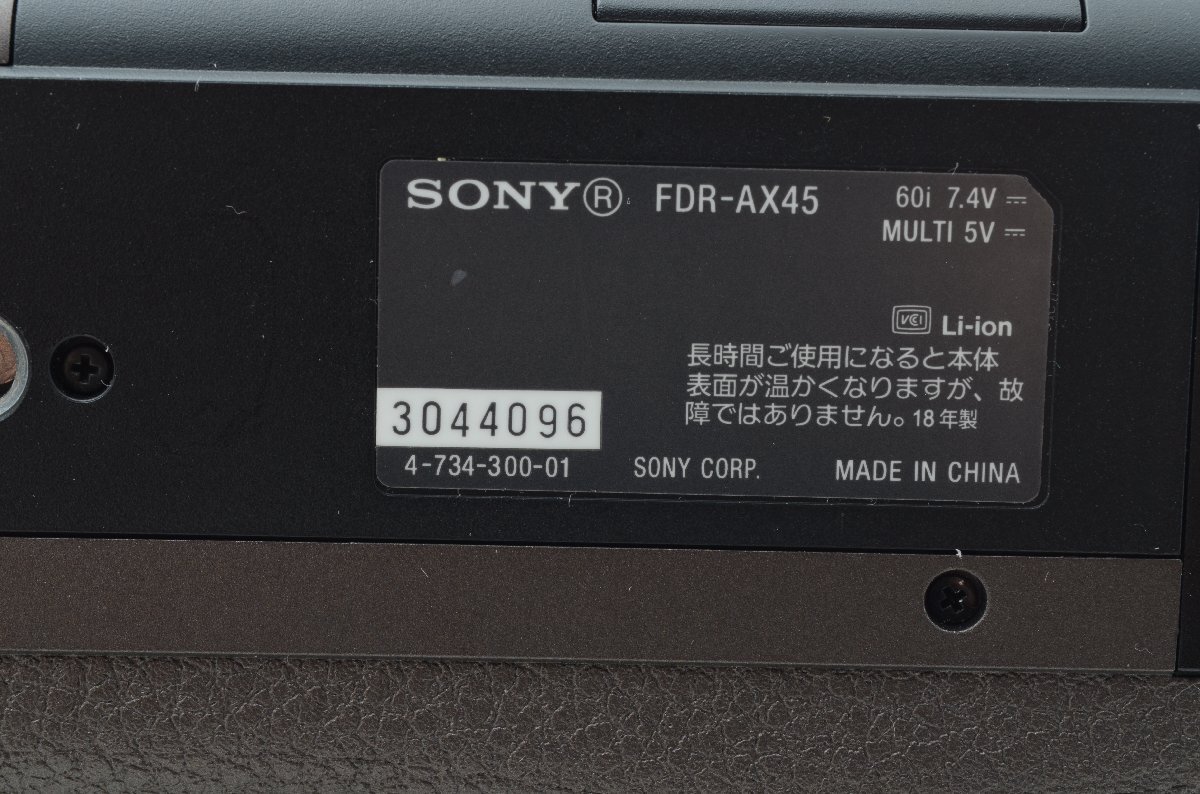 SONY® FDR-AX45
60i 7.4V ⎓
MULTI 5V ⎓
VCCI Li-ion
長時間ご使用になると本体
表面が温かくなりますが、故
障ではありません。18年製
3044096
4-734-300-01 SONY CORP. MADE IN CHINA